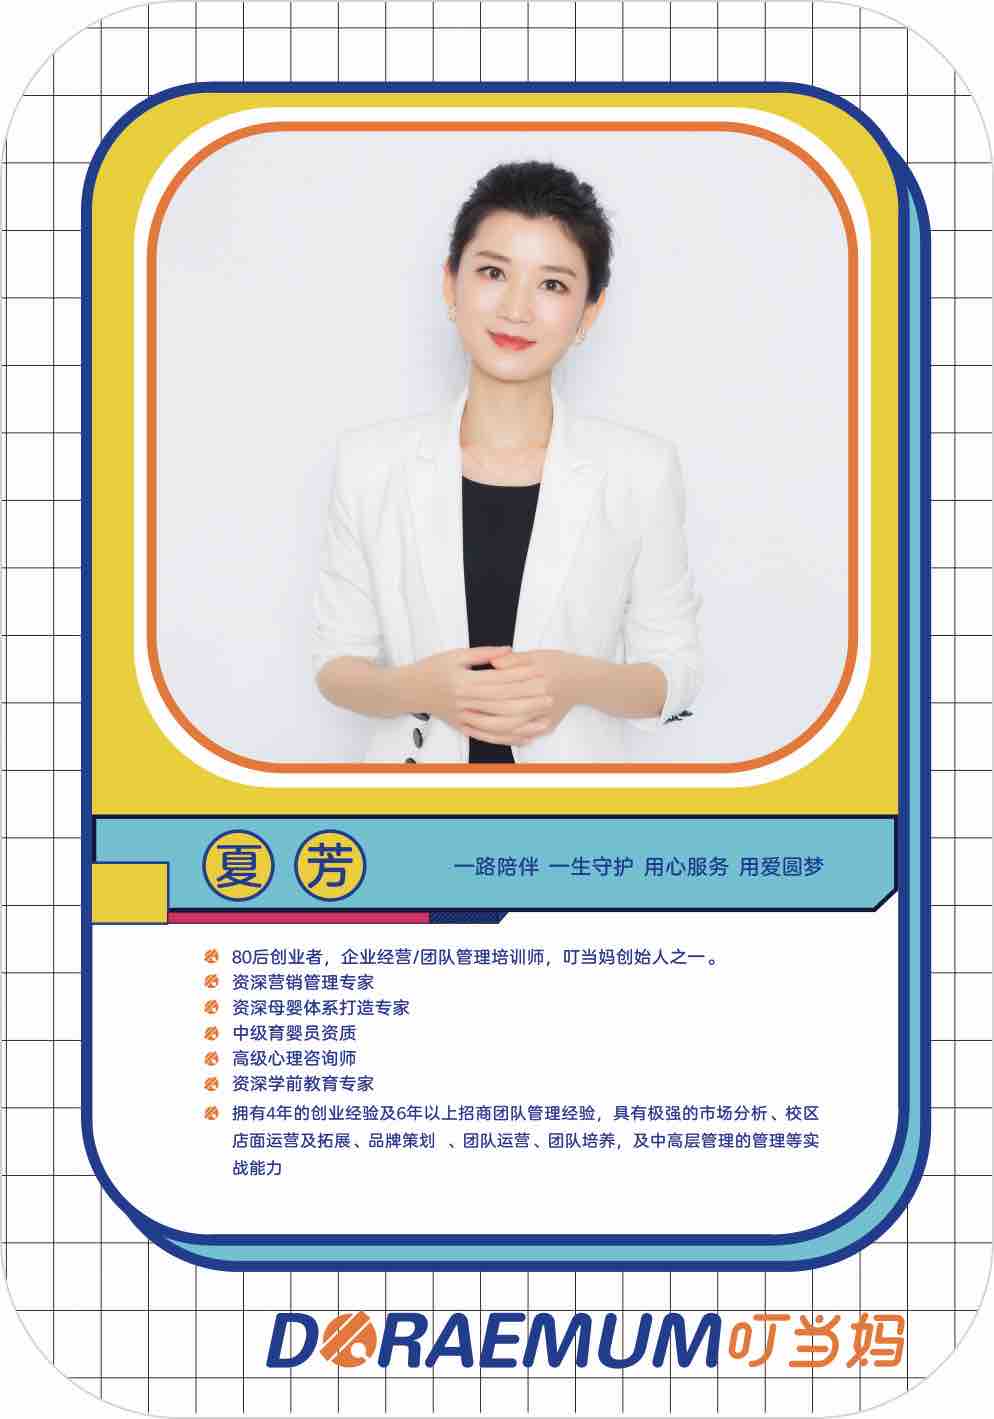 夏 芳
一路陪伴 一生守护 用心服务 用爱圆梦
80后创业者，企业经营/团队管理培训师，叮当妈创始人之一。
资深营销管理专家
资深母婴体系打造专家
中级育婴员资质
高级心理咨询师
资深学前教育专家
拥有4年的创业经验及6年以上招商团队管理经验，具有极强的市场分析、校区
店面运营及拓展、品牌策划 、团队运营、团队培养，及中高层管理的管理等实
战能力
DORAEMUM叮当妈